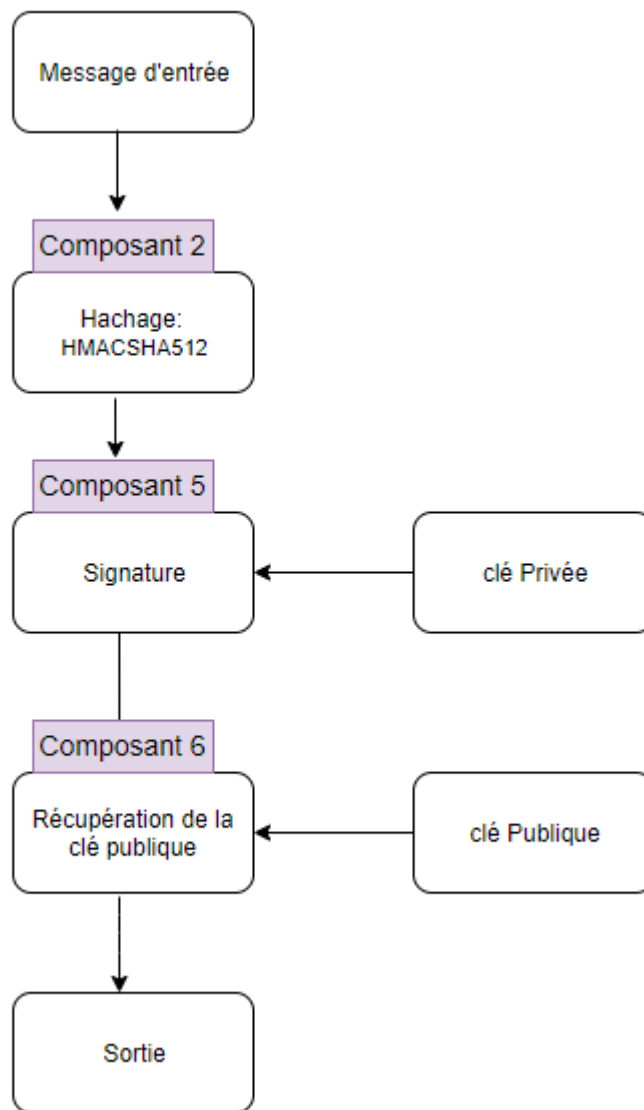 Message d'entrée
Composant 2
Hachage:
HMACSHA512
Composant 5
Signature
clé Privée
Composant 6
Récupération de la
clé publique
clé Publique
Sortie